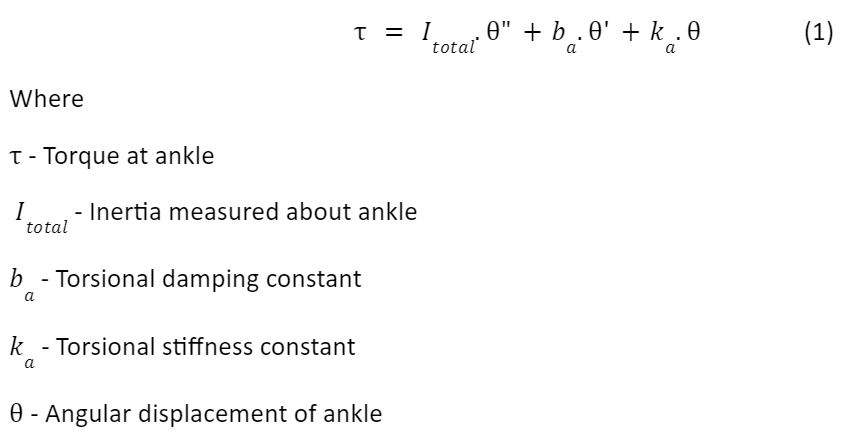 τ = I_total. θ" + b_a. θ' + k_a. θ (1)
Where
τ - Torque at ankle
I_total - Inertia measured about ankle
b_a - Torsional damping constant
k_a - Torsional stiffness constant
θ - Angular displacement of ankle